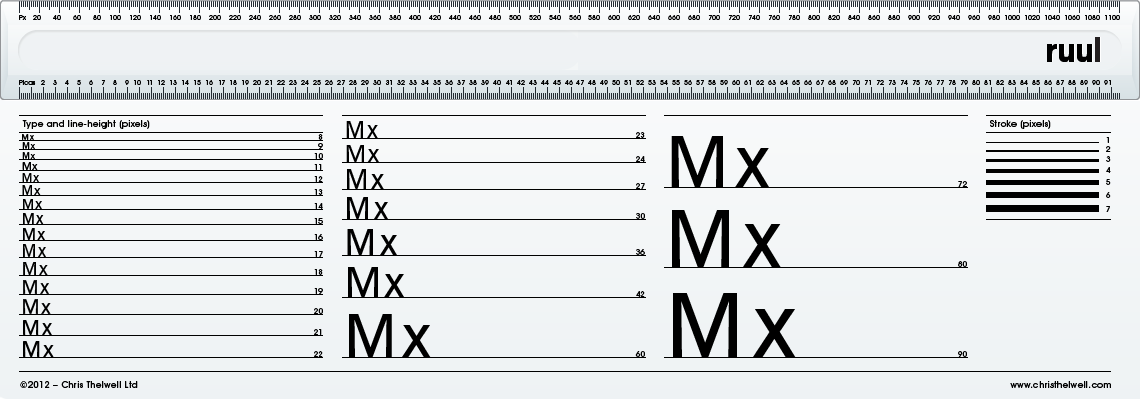 Px 20 40 60 80 100 120 140 160 180 200 220 240 260 280 300 320 340 360 380 400 420 440 460 480 500 520 540 560 580 600 620 640 660 680 700 720 740 760 780 800 820 840 860 880 900 920 940 960 980 1000 1020 1040 1060 1080 1100
ruul
Picas 2 3 4 5 6 7 8 9 10 11 12 13 14 15 16 17 18 19 20 21 22 23 24 25 26 27 28 29 30 31 32 33 34 35 36 37 38 39 40 41 42 43 44 45 46 47 48 49 50 51 52 53 54 55 56 57 58 59 60 61 62 63 64 65 66 67 68 69 70 71 72 73 74 75 76 77 78 79 80 81 82 83 84 85 86 87 88 89 90 91
Type and line-height (pixels)
Mx 8
Mx 9
Mx 10
Mx 11
Mx 12
Mx 13
Mx 14
Mx 15
Mx 16
Mx 17
Mx 18
Mx 19
Mx 20
Mx 21
Mx 22
Mx 23
Mx 24
Mx 27
Mx 30
Mx 36
Mx 42
Mx 60
Mx 72
Mx 80
Mx 90
Stroke (pixels)
1
2
3
4
5
6
7
©2012 – Chris Thelwell Ltd
www.christhelwell.com